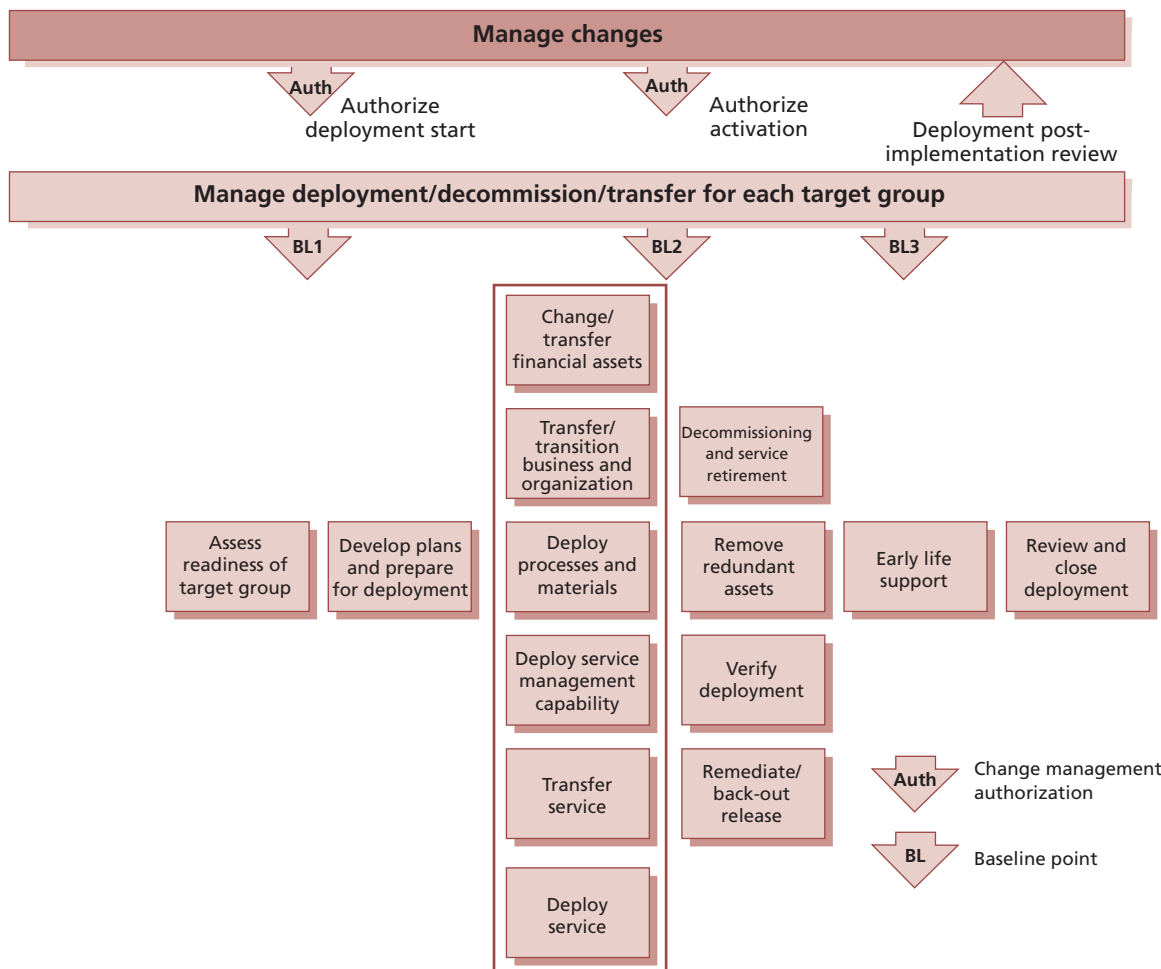 Manage changes
Auth
Authorize
deployment start
Auth
Authorize
activation
Deployment post-
implementation review
Manage deployment/decommission/transfer for each target group
BL1
BL2
BL3
Change/
transfer
financial assets
Transfer/
transition
business and
organization
Decommissioning
and service
retirement
Assess
readiness of
target group
Develop plans
and prepare
for deployment
Deploy
processes and
materials
Remove
redundant
assets
Early life
support
Review and
close
deployment
Deploy service
management
capability
Verify
deployment
Transfer
service
Remediate/
back-out
release
Auth
Change management
authorization
BL
Baseline point
Deploy
service